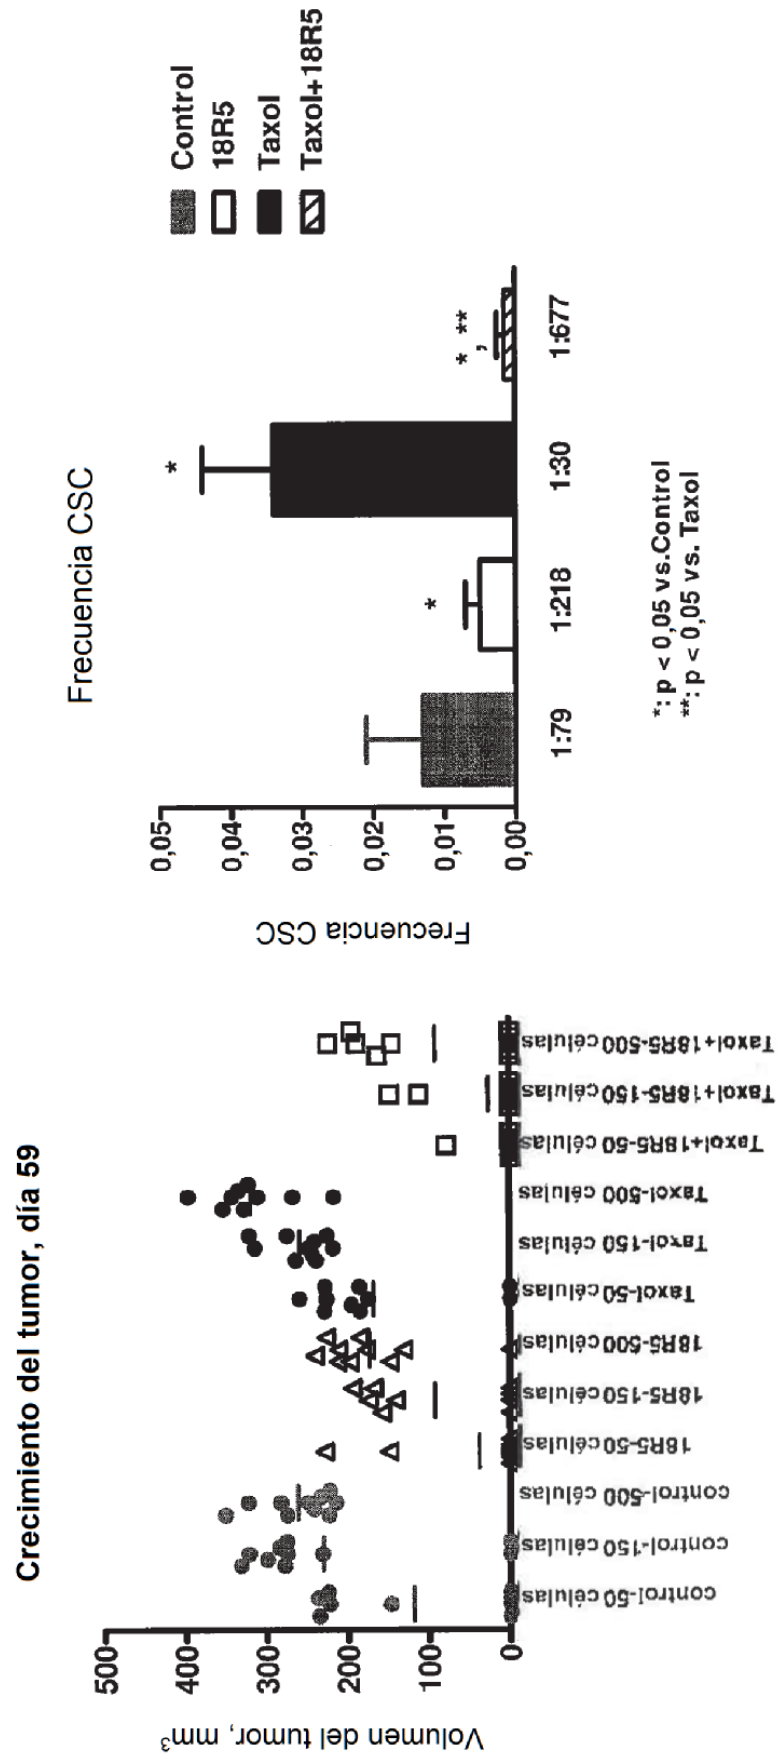 Crecimiento del tumor, día 59
Volumen del tumor, mm³
500
400
300
200
100
0
control-50 células
control-150 células
control-500 células
18R5-50 células
18R5-150 células
18R5-500 células
Taxol-50 células
Taxol-150 células
Taxol-500 células
Taxol+18R5-50 células
Taxol+18R5-150 células
Taxol+18R5-500 células
Frecuencia CSC
Frecuencia CSC
0,05
0,04
0,03
0,02
0,01
0,00
*
*
* , **
1:79
1:218
1:30
1:677
Control
18R5
Taxol
Taxol+18R5
*: p < 0,05 vs.Control
**: p < 0,05 vs. Taxol